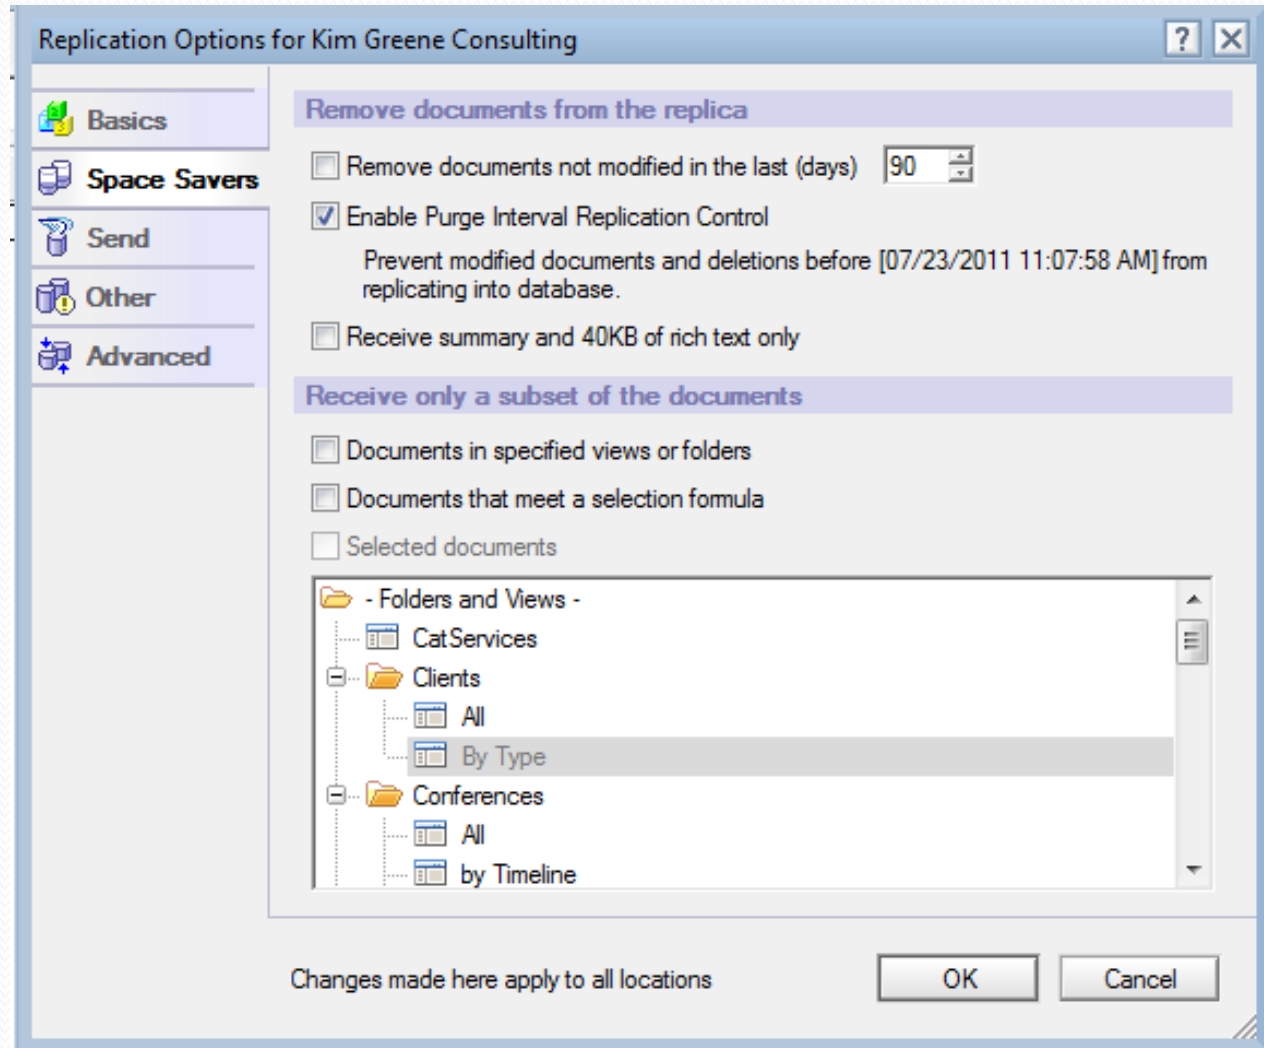 Replication Options for Kim Greene Consulting
?
Basics
Space Savers
Send
Other
Advanced
Remove documents from the replica
Remove documents not modified in the last (days) 90
Enable Purge Interval Replication Control
Prevent modified documents and deletions before [07/23/2011 11:07:58 AM] from
replicating into database.
Receive summary and 40KB of rich text only
Receive only a subset of the documents
Documents in specified views or folders
Documents that meet a selection formula
Selected documents
- Folders and Views -
CatServices
Clients
All
By Type
Conferences
All
by Timeline
Changes made here apply to all locations
OK
Cancel